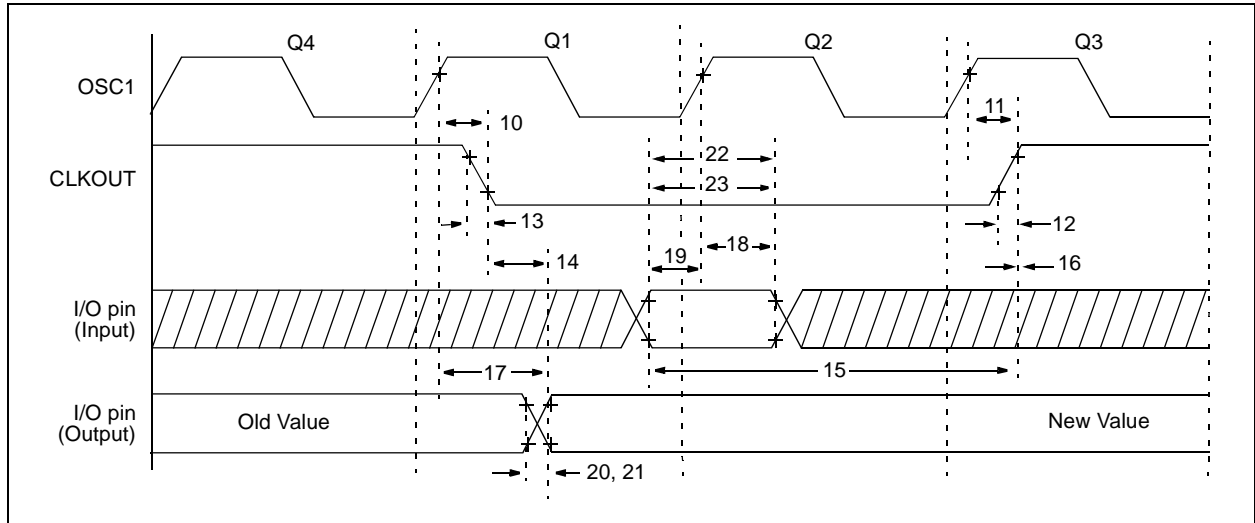 Q4 Q1 Q2 Q3
OSC1
10
11
22
CLKOUT
23
13
12
18
19
14
16
I/O pin
(Input)
17
15
I/O pin
(Output)
Old Value
New Value
20, 21